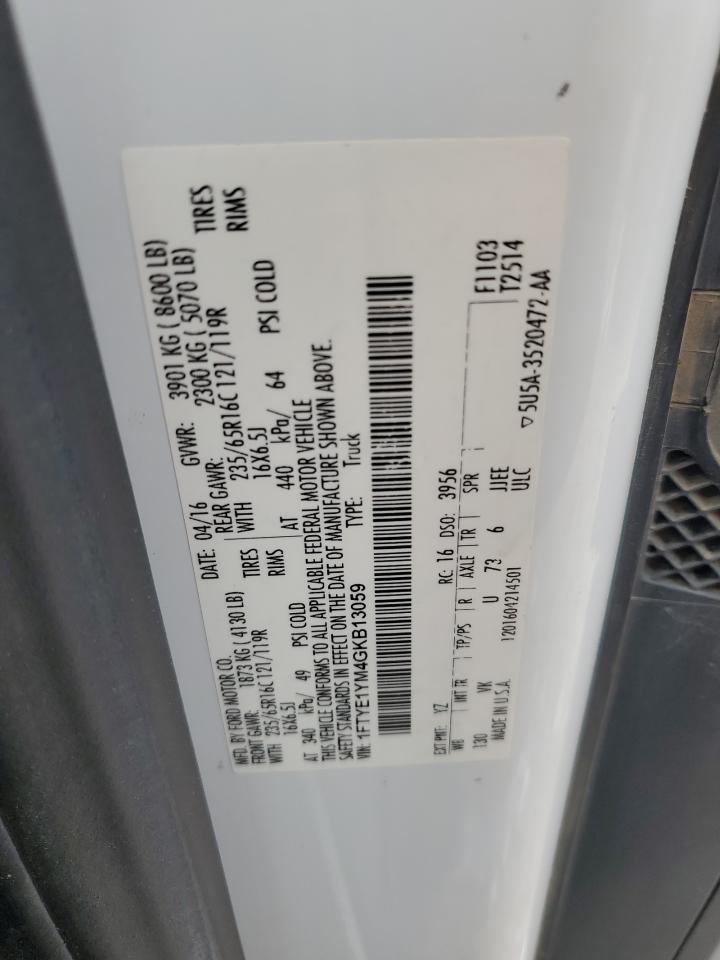 MFD. BY FORD MOTOR CO. DATE: 04/16 GVWR: 3901 KG ( 8600 LB)
FRONT GAWR: 1873 KG ( 4130 LB) REAR GAWR: 2300 KG ( 5070 LB)
WITH 235/65R16C 121/119R TIRES WITH 235/65R16C 121/119R TIRES
16X6.5J RIMS 16X6.5J RIMS
AT 340 kPa/ 49 PSI COLD AT 440 kPa/ 64 PSI COLD
THIS VEHICLE CONFORMS TO ALL APPLICABLE FEDERAL MOTOR VEHICLE
SAFETY STANDARDS IN EFFECT ON THE DATE OF MANUFACTURE SHOWN ABOVE.
VIN: 1FTYE1YM4GKB13059 TYPE: Truck
EXT PNT: YZ RC: 16 DSO: 3956
WB INT TR TP/PS R AXLE TR SPR F1103
130 VK U 73 6 JJEE T2514
MADE IN U.S.A. 1201604214501 ULC
▽5U5A-3520472-AA